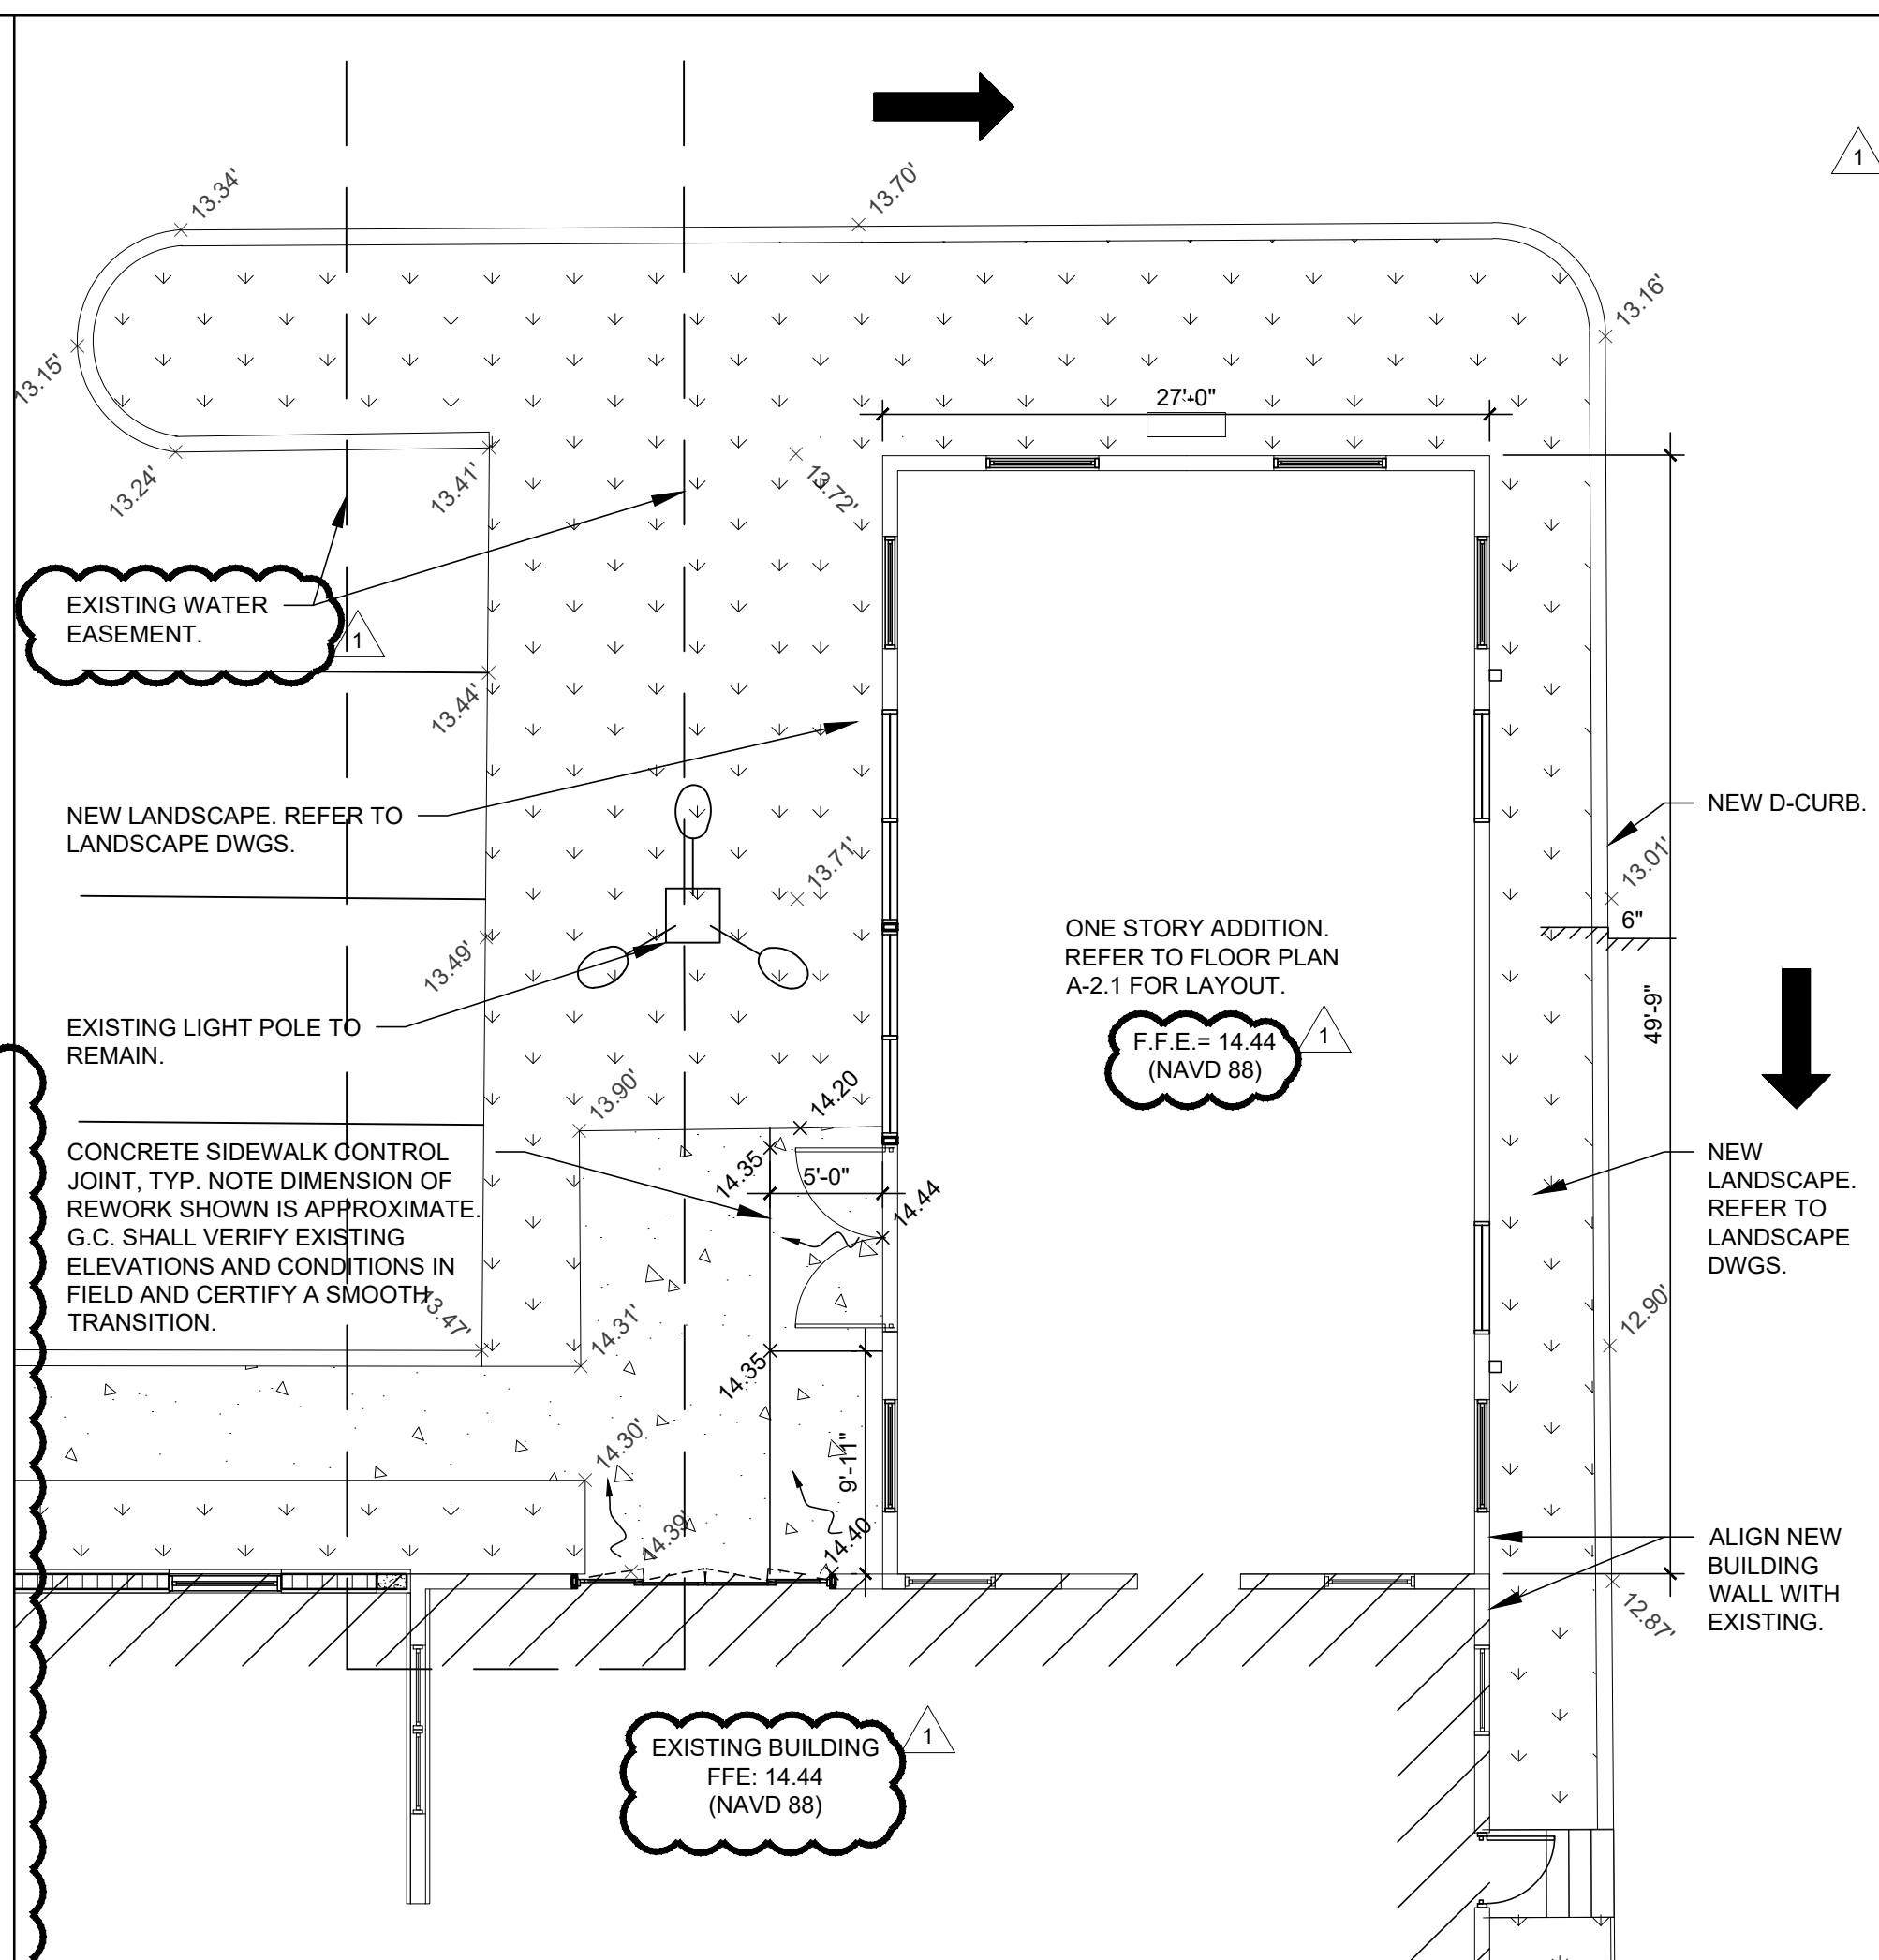 1
13.34'
13.70'
13.16'
13.15'
27'-0"
13.24'
13.41'
13.72'
EXISTING WATER
EASEMENT.
1
13.44'
NEW LANDSCAPE. REFER TO
LANDSCAPE DWGS.
NEW D-CURB.
13.71'
13.01'
6"
ONE STORY ADDITION.
REFER TO FLOOR PLAN
A-2.1 FOR LAYOUT.
13.49'
49'-9"
EXISTING LIGHT POLE TO
REMAIN.
F.F.E.= 14.44
(NAVD 88)
1
13.90'
14.20
CONCRETE SIDEWALK CONTROL
JOINT, TYP. NOTE DIMENSION OF
REWORK SHOWN IS APPROXIMATE.
G.C. SHALL VERIFY EXISTING
ELEVATIONS AND CONDITIONS IN
FIELD AND CERTIFY A SMOOTH
TRANSITION.
14.35
5'-0"
14.44
NEW
LANDSCAPE.
REFER TO
LANDSCAPE
DWGS.
13.47'
14.31'
12.90'
14.35
14.30'
9'-11"
14.39'
14.40
ALIGN NEW
BUILDING
WALL WITH
EXISTING.
12.87'
EXISTING BUILDING
FFE: 14.44
(NAVD 88)
1